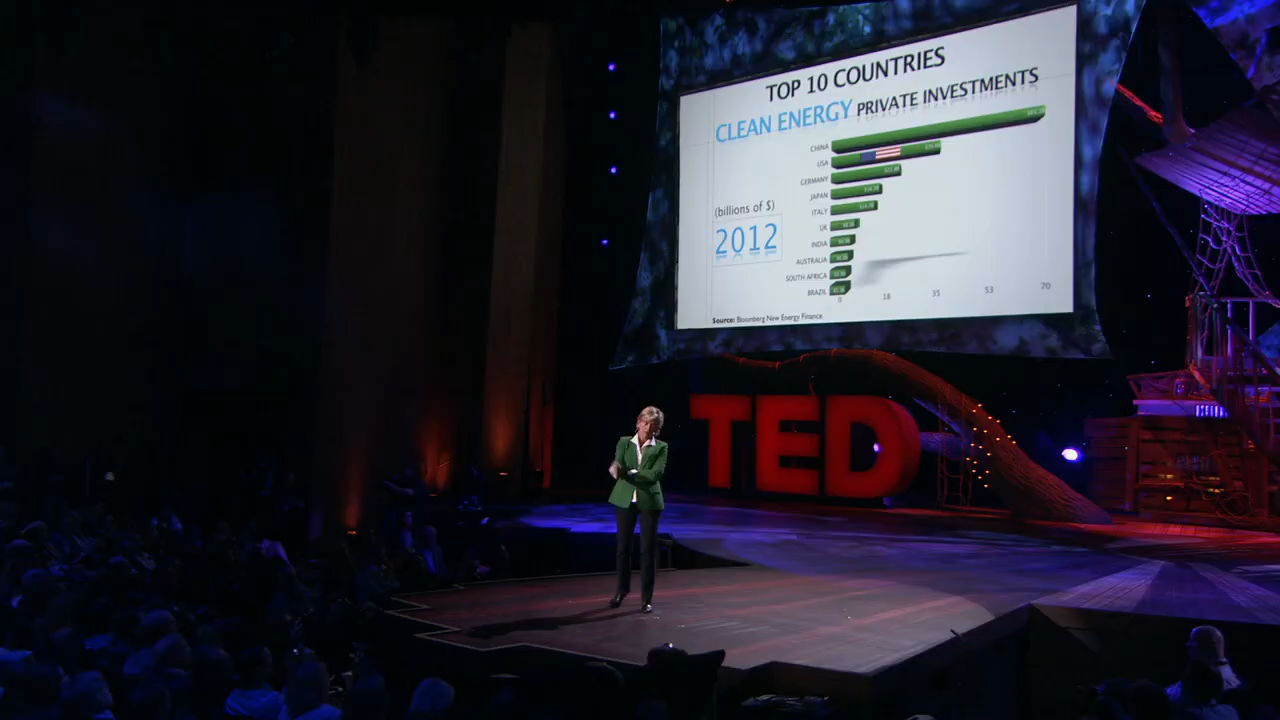 TOP 10 COUNTRIES
CLEAN ENERGY PRIVATE INVESTMENTS
CHINA
USA
GERMANY
JAPAN
ITALY
UK
INDIA
AUSTRALIA
SOUTH AFRICA
BRAZIL
(billions of $)
2012
0 18 35 53 70
Source: Bloomberg New Energy Finance
TED